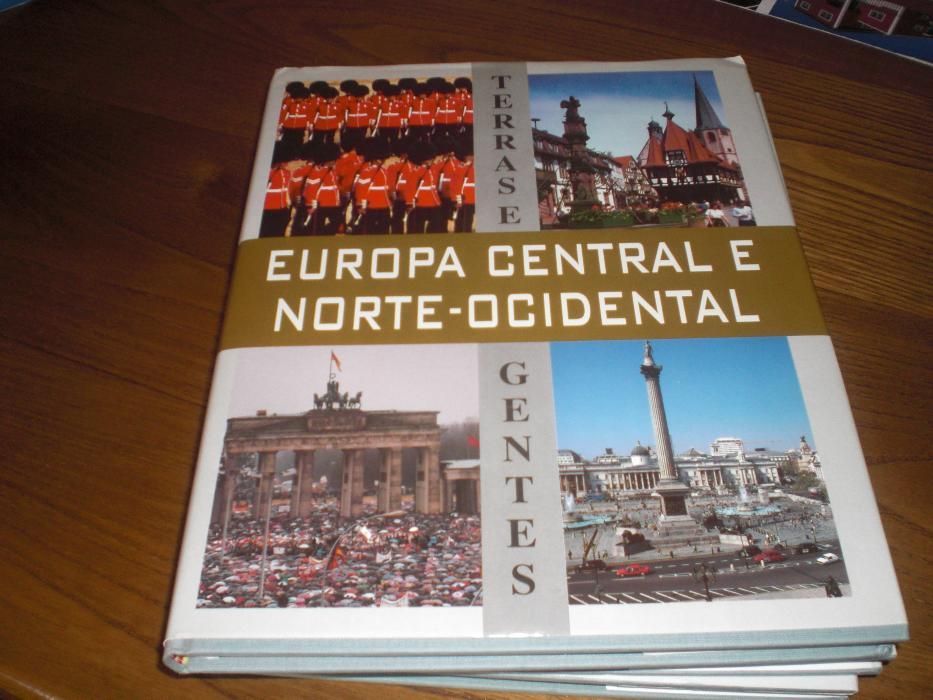 TERRAS E
EUROPA CENTRAL E
NORTE-OCIDENTAL
GENTES